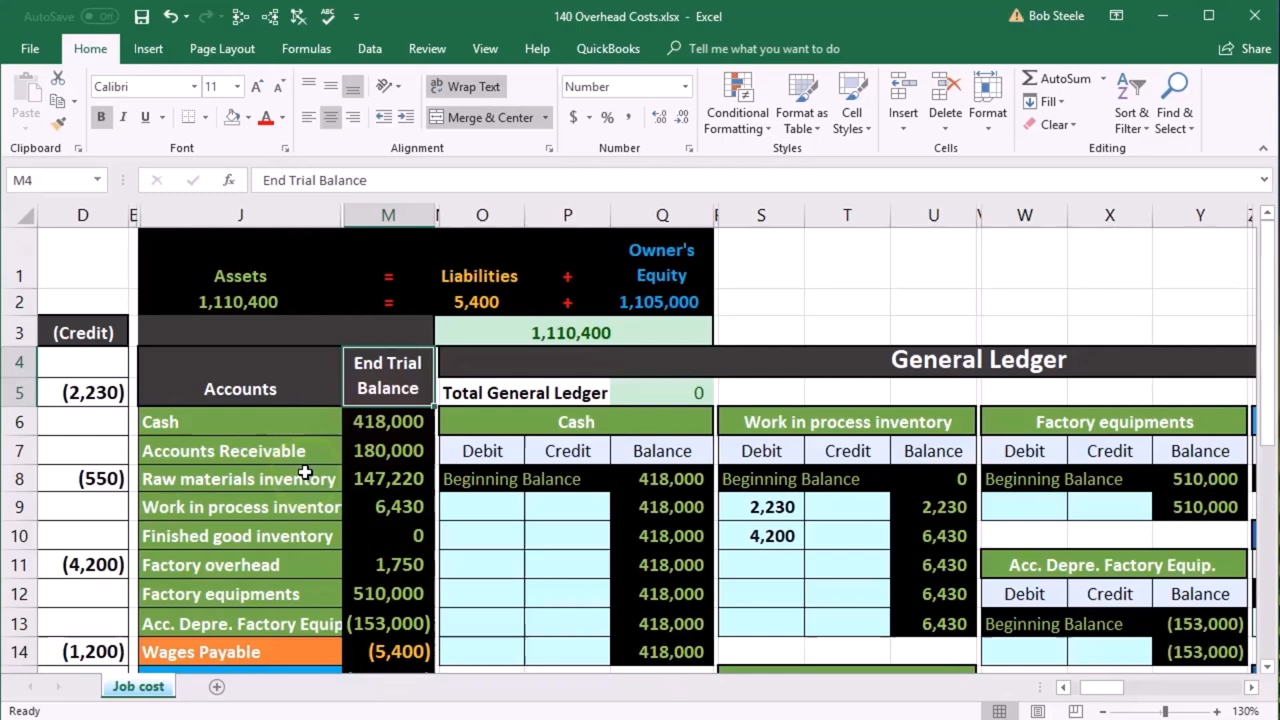 AutoSave Off 140 Overhead Costs.xlsx - Excel Bob Steele
File Home Insert Page Layout Formulas Data Review View Help QuickBooks Tell me what you want to do Share
Paste Calibri 11 Wrap Text Number AutoSum
B I U Merge & Center $ % Conditional Formatting Format as Table Cell Styles Insert Delete Format Fill Clear Sort & Filter Find & Select
Clipboard Font Alignment Number Styles Cells Editing
M4 fx End Trial Balance
D E J M O P Q S T U W X Y
1 Assets = Liabilities + Owner's Equity
2 1,110,400 = 5,400 + 1,105,000
3 (Credit) 1,110,400
4 Accounts End Trial Balance General Ledger
5 (2,230) Total General Ledger 0
6 Cash 418,000 Cash Work in process inventory Factory equipments
7 Accounts Receivable 180,000 Debit Credit Balance Debit Credit Balance Debit Credit Balance
8 (550) Raw materials inventory 147,220 Beginning Balance 418,000 Beginning Balance 0 Beginning Balance 510,000
9 Work in process inventor 6,430 418,000 2,230 2,230 510,000
10 Finished good inventory 0 418,000 4,200 6,430
11 (4,200) Factory overhead 1,750 418,000 6,430 Acc. Depre. Factory Equip.
12 Factory equipments 510,000 418,000 6,430 Debit Credit Balance
13 Acc. Depre. Factory Equip (153,000) 418,000 6,430 Beginning Balance (153,000)
14 (1,200) Wages Payable (5,400) 418,000 (153,000)
Job cost
Ready 130%